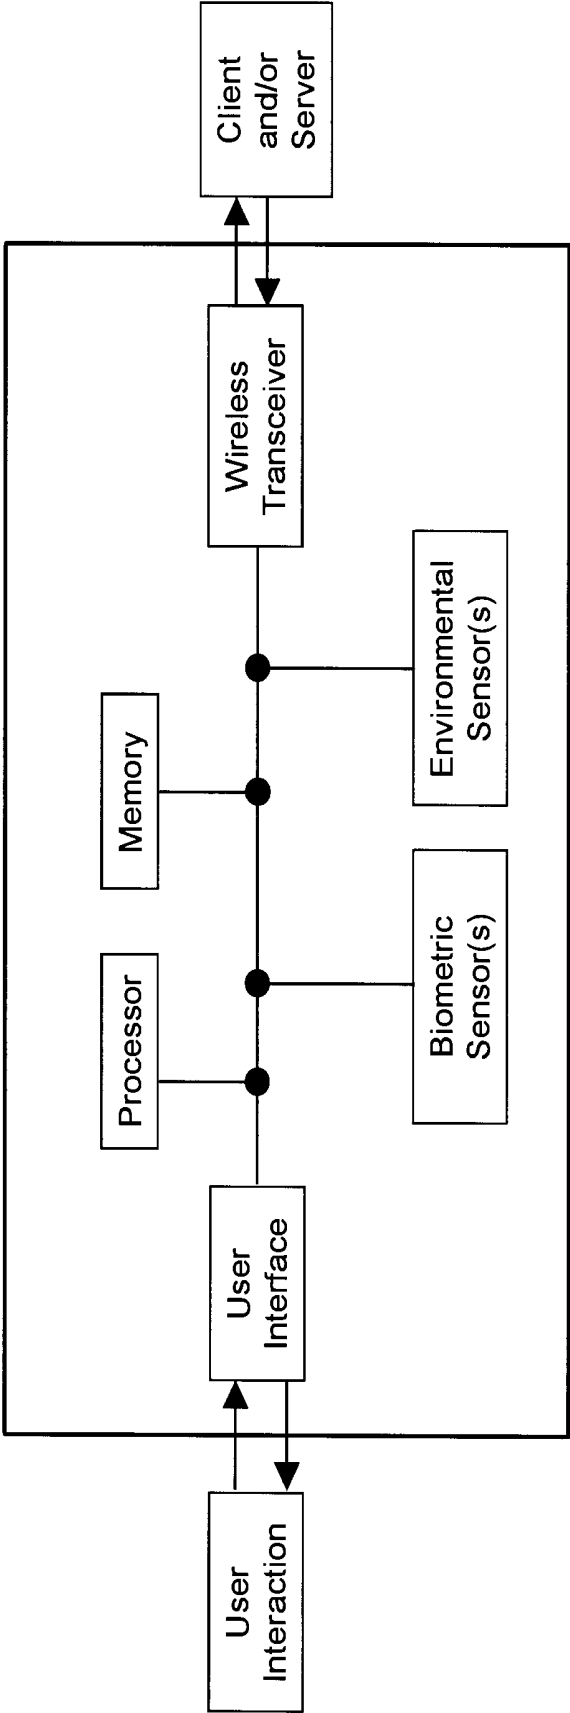 User
Interaction
User
Interface
Processor
Memory
Biometric
Sensor(s)
Environmental
Sensor(s)
Wireless
Transceiver
Client
and/or
Server